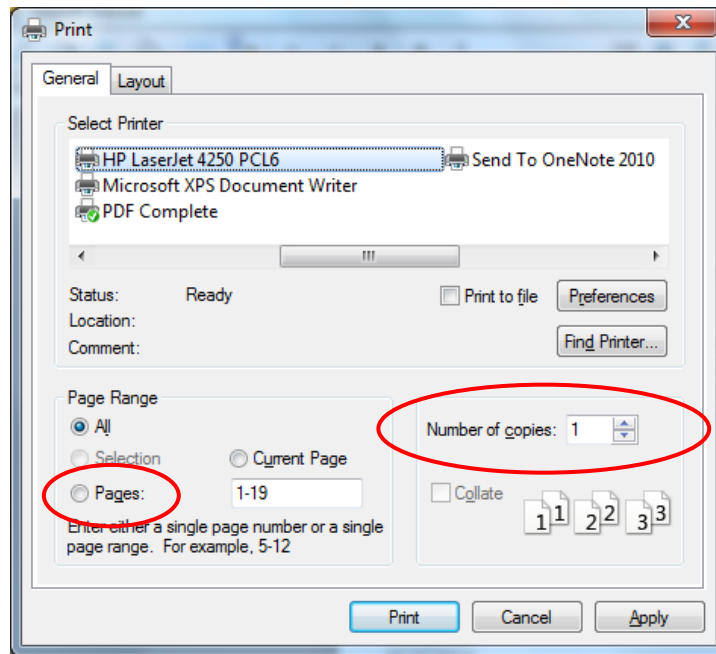 Print
General Layout
Select Printer
HP LaserJet 4250 PCL6 Send To OneNote 2010
Microsoft XPS Document Writer
PDF Complete
Status: Ready Print to file Preferences
Location:
Comment: Find Printer...
Page Range
All Number of copies: 1
Selection Current Page
Pages: 1-19 Collate
1 1 2 2 3 3
Enter either a single page number or a single
page range. For example, 5-12
Print Cancel Apply